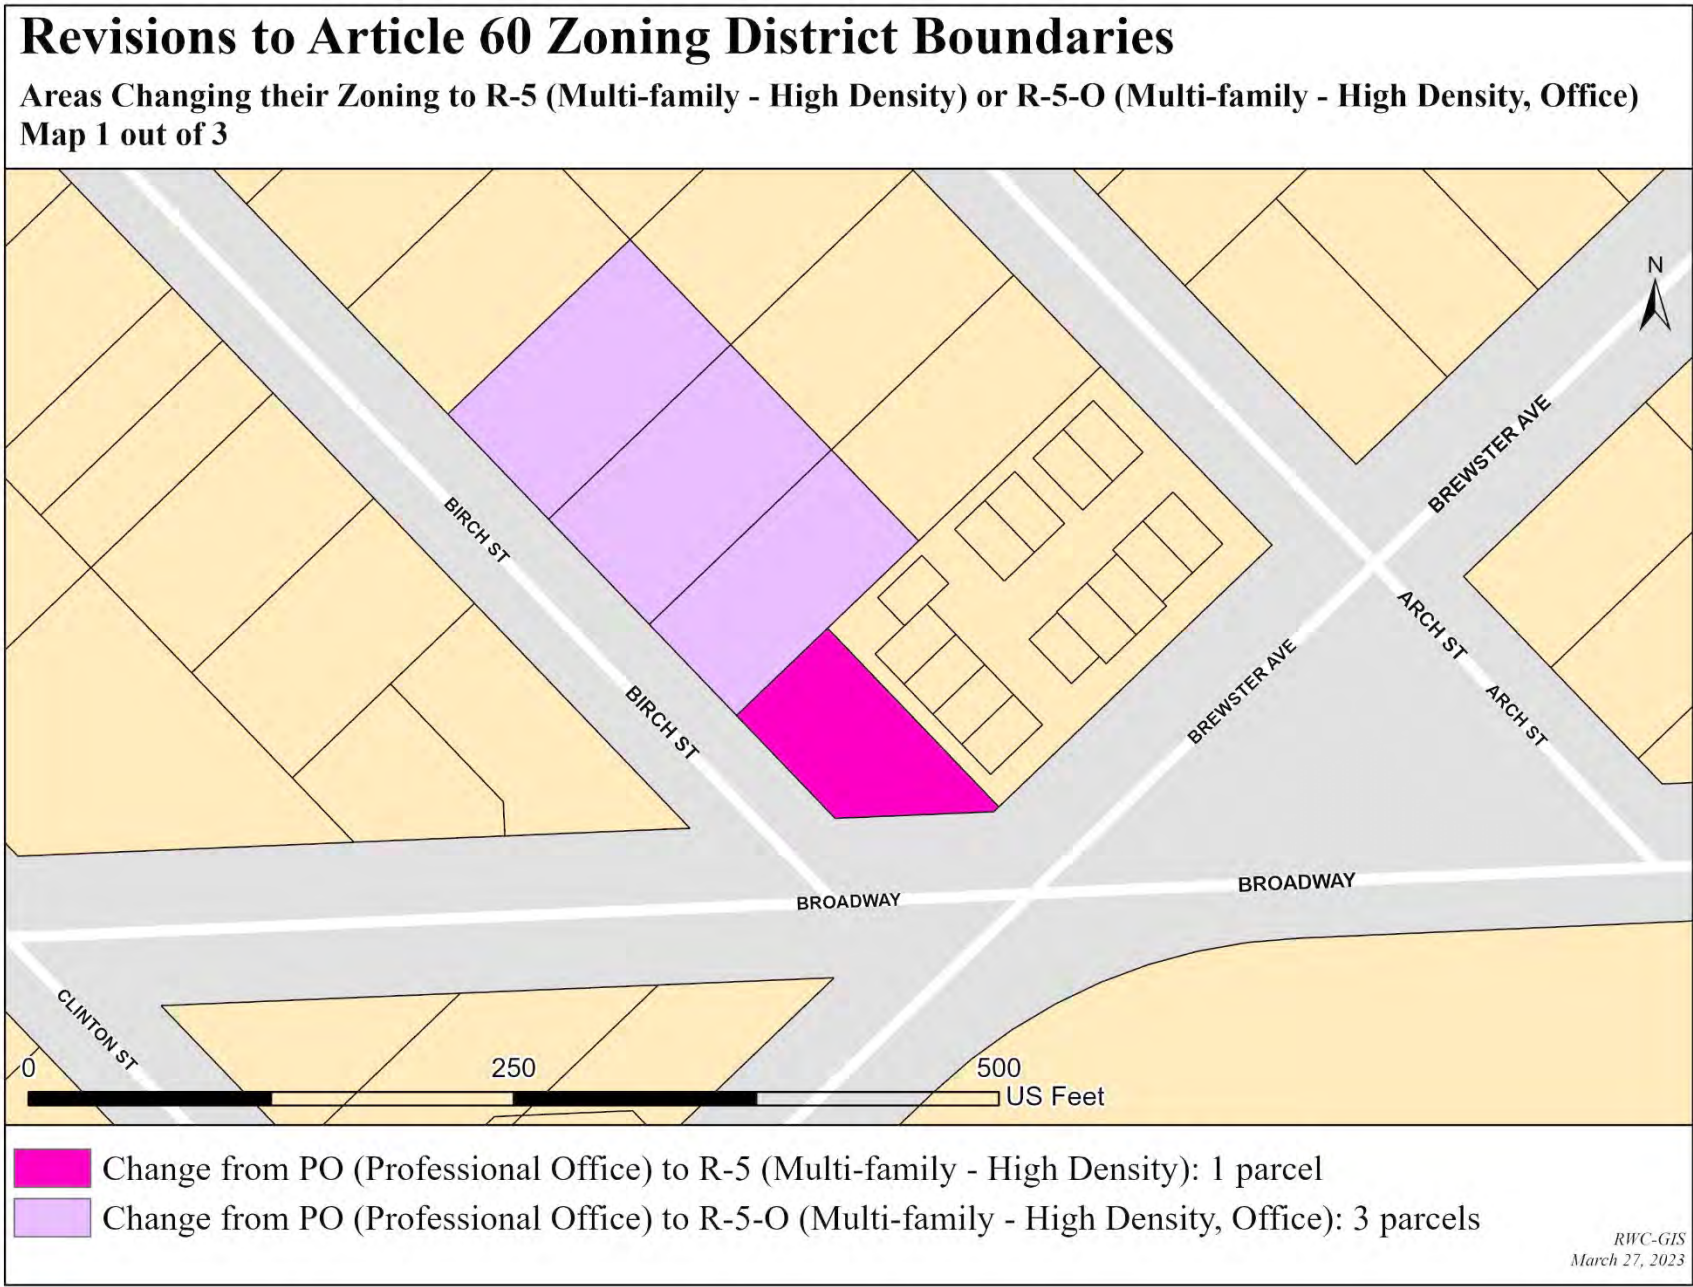 Revisions to Article 60 Zoning District Boundaries
Areas Changing their Zoning to R-5 (Multi-family - High Density) or R-5-O (Multi-family - High Density, Office)
Map 1 out of 3
N
BREWSTER AVE
BIRCH ST
ARCH ST
BREWSTER AVE
BIRCH ST
ARCH ST
BROADWAY
BROADWAY
CLINTON ST
0 250 500
US Feet
Change from PO (Professional Office) to R-5 (Multi-family - High Density): 1 parcel
Change from PO (Professional Office) to R-5-O (Multi-family - High Density, Office): 3 parcels
RWC-GIS
March 27, 2023